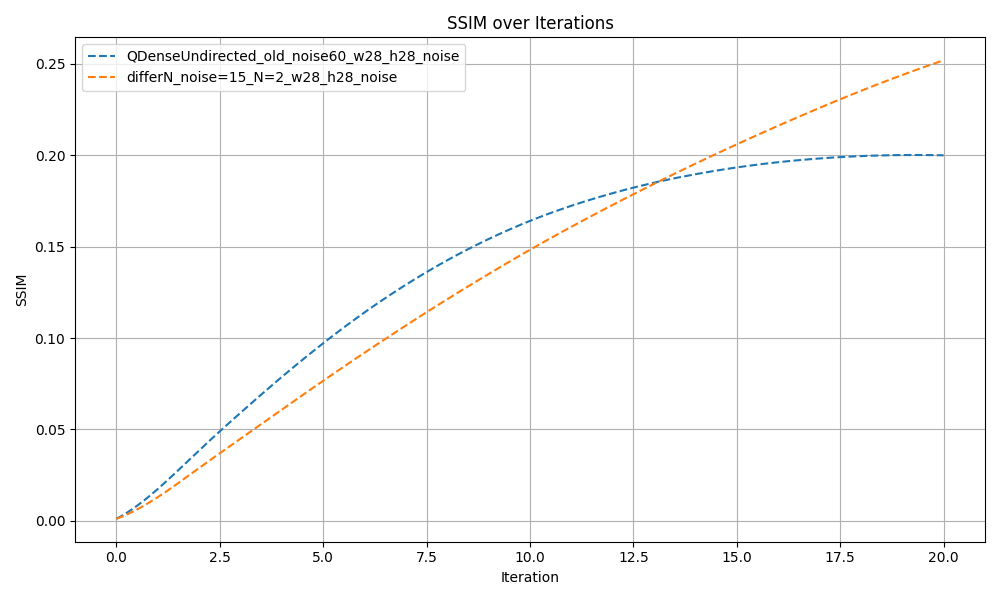 SSIM over Iterations
QDenseUndirected_old_noise60_w28_h28_noise
differN_noise=15_N=2_w28_h28_noise
SSIM
0.25
0.20
0.15
0.10
0.05
0.00
0.0 2.5 5.0 7.5 10.0 12.5 15.0 17.5 20.0
Iteration